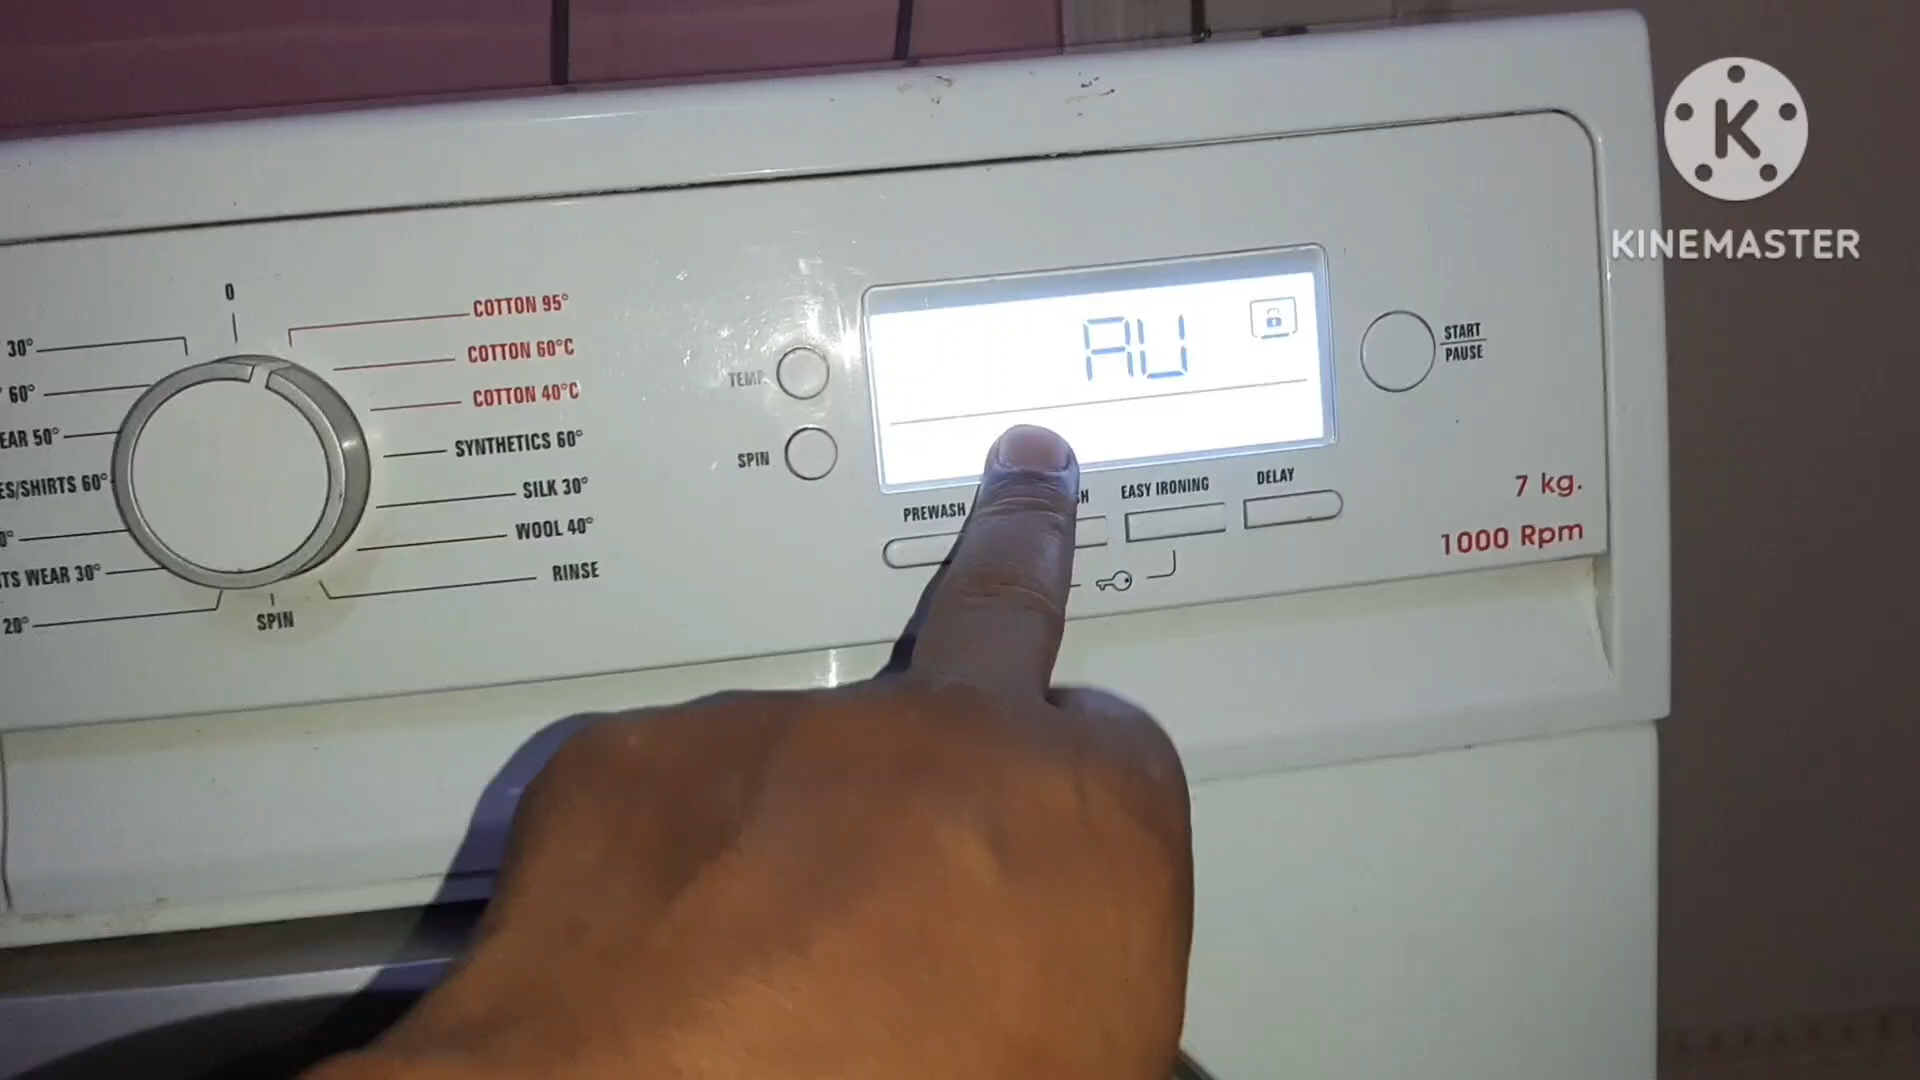 0
30°
60°
EAR 50°
ES/SHIRTS 60°
0°
TS WEAR 30°
20°
SPIN
COTTON 95°
COTTON 60°C
COTTON 40°C
SYNTHETICS 60°
SILK 30°
WOOL 40°
RINSE
TEMP.
SPIN
AU
START
PAUSE
PREWASH
SH
EASY IRONING
DELAY
7 kg.
1000 Rpm
K
KINEMASTER